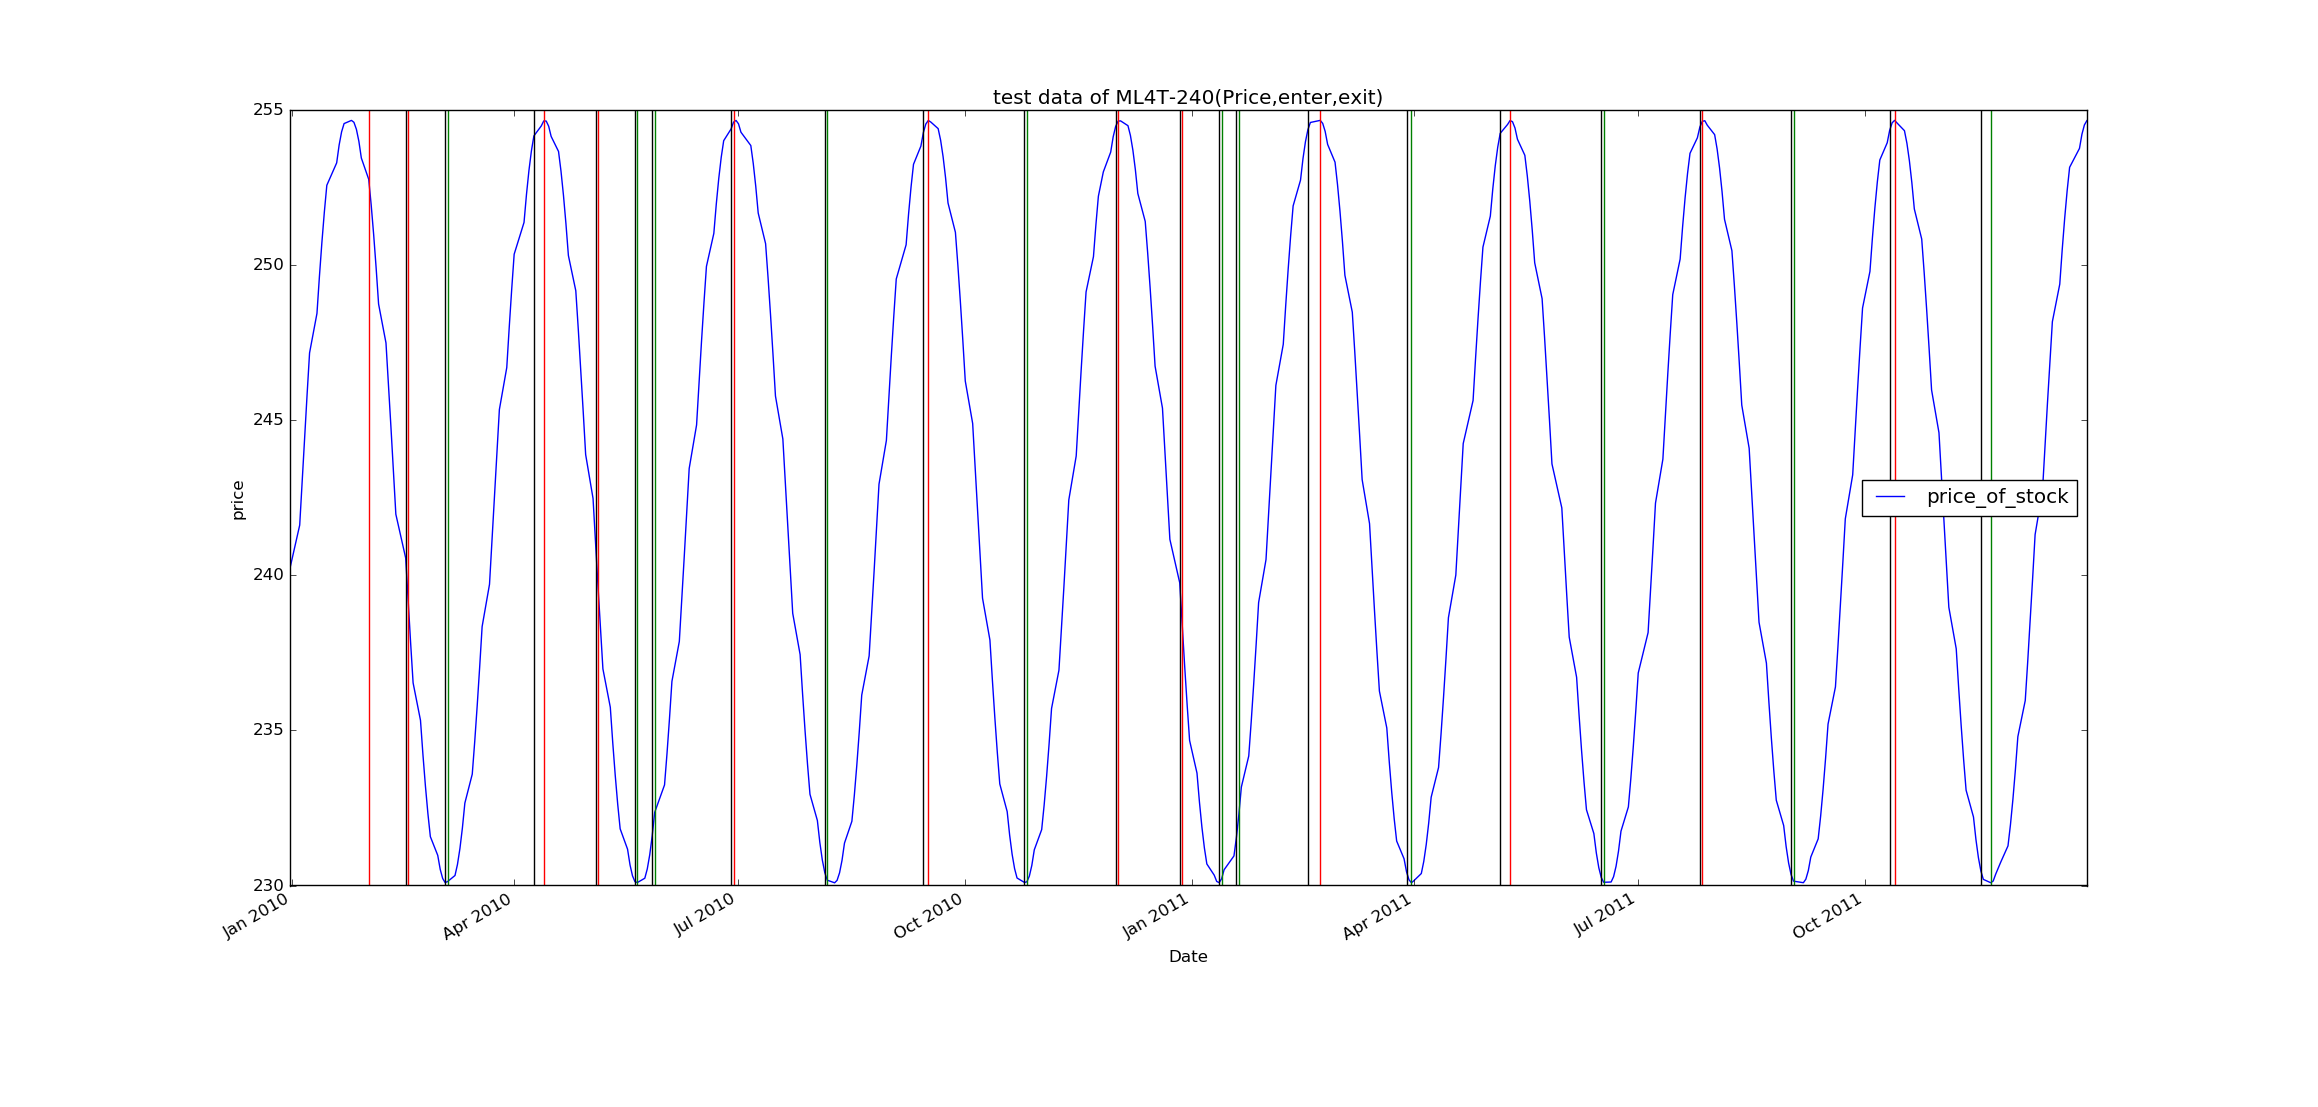 test data of ML4T-240(Price,enter,exit)
255
250
245
240
235
230
price
price_of_stock
Jan 2010
Apr 2010
Jul 2010
Oct 2010
Jan 2011
Apr 2011
Jul 2011
Oct 2011
Date